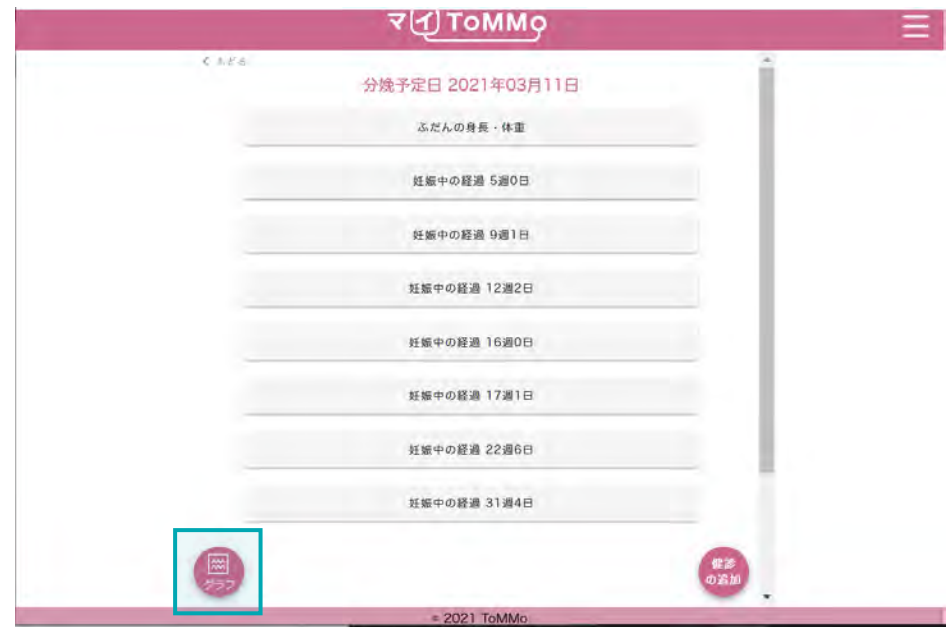 マイToMMo
< もどる
分娩予定日 2021年03月11日
ふだんの身長・体重
妊娠中の経過 5週0日
妊娠中の経過 9週1日
妊娠中の経過 12週2日
妊娠中の経過 16週0日
妊娠中の経過 17週1日
妊娠中の経過 22週6日
妊娠中の経過 31週4日
グラフ
健診
の追加
© 2021 ToMMo